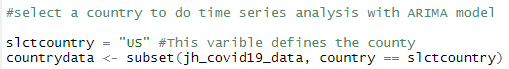 #select a country to do time series analysis with ARIMA model
slctcountry = "US" #This varible defines the county
countrydata <- subset(jh_covid19_data, country == slctcountry)